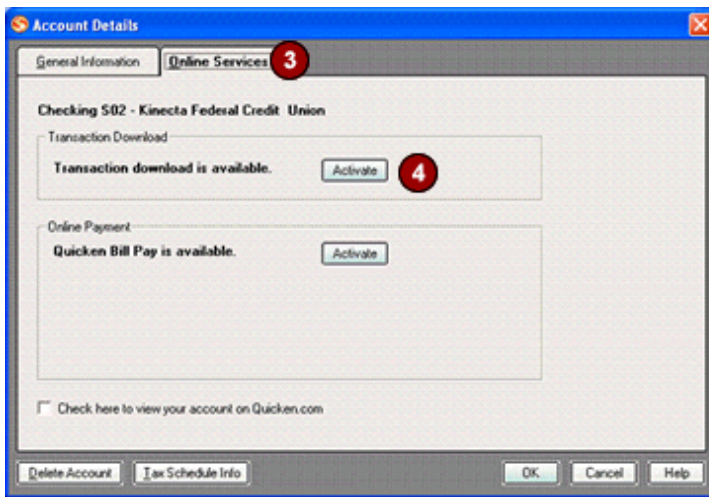 Account Details
General Information
Online Services
3
Checking S02 - Kinecta Federal Credit Union
Transaction Download
Transaction download is available.
Activate
4
Online Payment
Quicken Bill Pay is available.
Activate
Check here to view your account on Quicken.com
Delete Account
Tax Schedule Info
OK
Cancel
Help